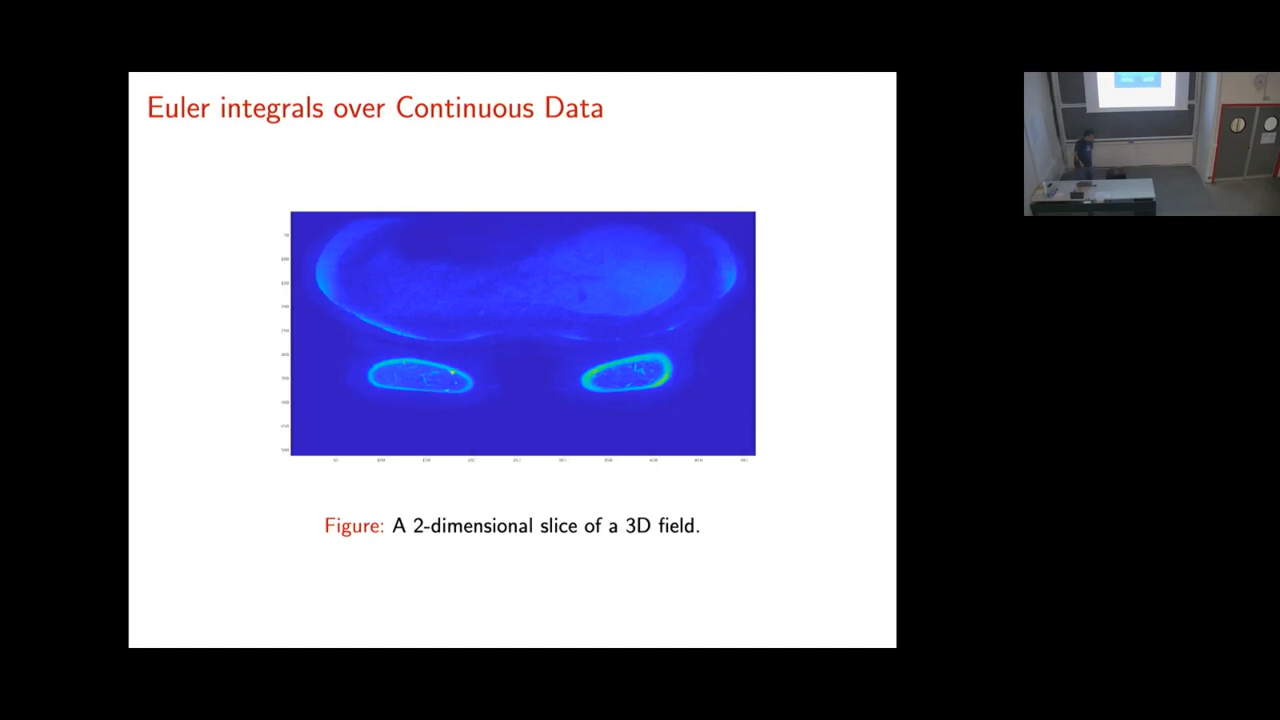 Euler integrals over Continuous Data
Figure: A 2-dimensional slice of a 3D field.